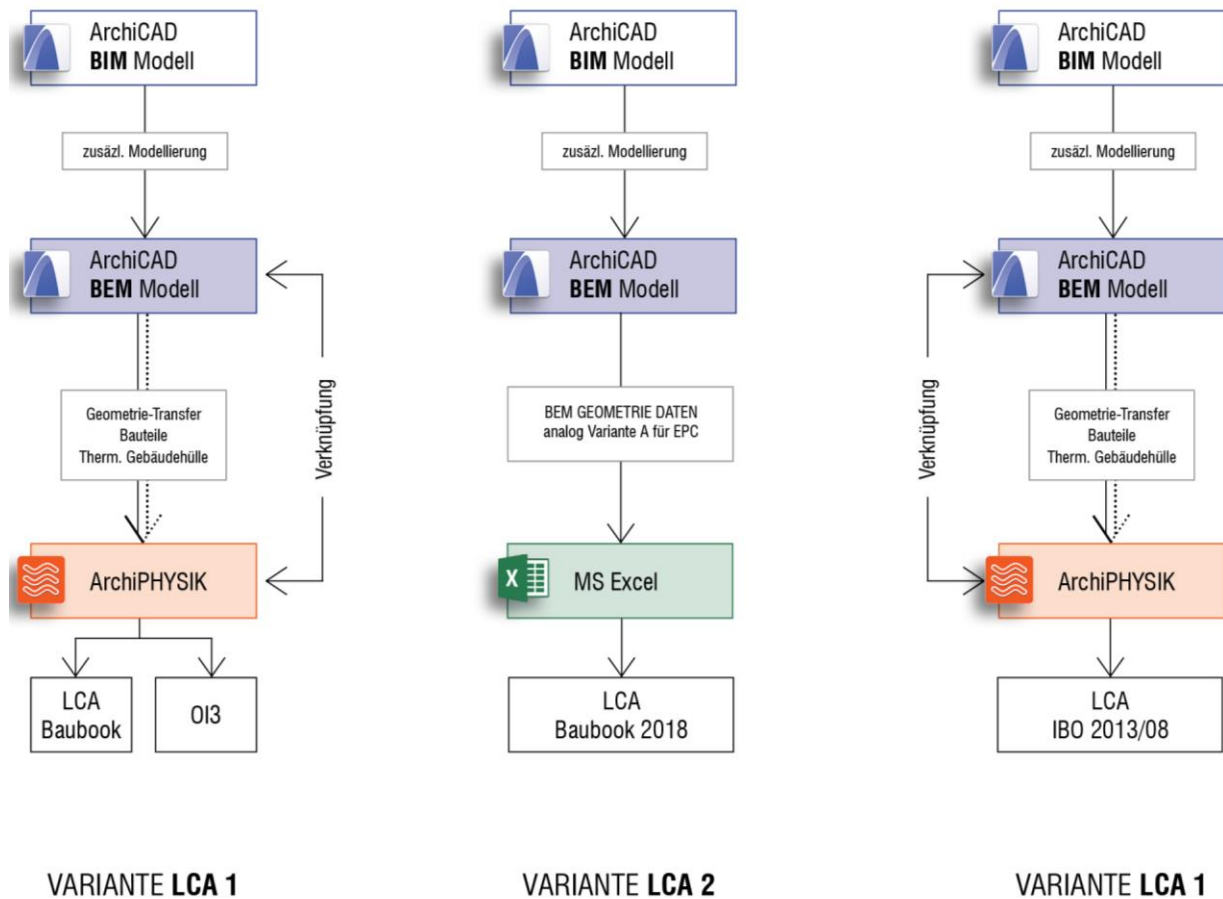 ArchiCAD
BIM Modell
zusäzl. Modellierung
ArchiCAD
BEM Modell
Geometrie-Transfer
Bauteile
Therm. Gebäudehülle
Verknüpfung
ArchiPHYSIK
LCA
Baubook
OI3
VARIANTE LCA 1
ArchiCAD
BIM Modell
zusäzl. Modellierung
ArchiCAD
BEM Modell
BEM GEOMETRIE DATEN
analog Variante A für EPC
X
MS Excel
LCA
Baubook 2018
VARIANTE LCA 2
ArchiCAD
BIM Modell
zusäzl. Modellierung
ArchiCAD
BEM Modell
Verknüpfung
Geometrie-Transfer
Bauteile
Therm. Gebäudehülle
ArchiPHYSIK
LCA
IBO 2013/08
VARIANTE LCA 1